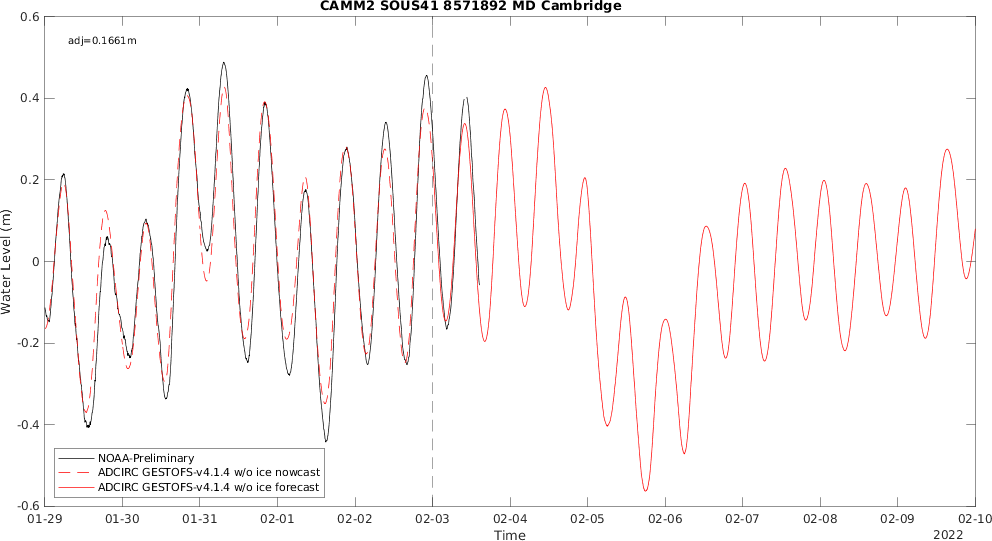 CAMM2 SOUS41 8571892 MD Cambridge
adj=0.1661m
0.6
0.4
0.2
0
-0.2
-0.4
-0.6
Water Level (m)
NOAA-Preliminary
ADCIRC GESTOFS-v4.1.4 w/o ice nowcast
ADCIRC GESTOFS-v4.1.4 w/o ice forecast
01-29 01-30 01-31 02-01 02-02 02-03 02-04 02-05 02-06 02-07 02-08 02-09 02-10
Time
2022